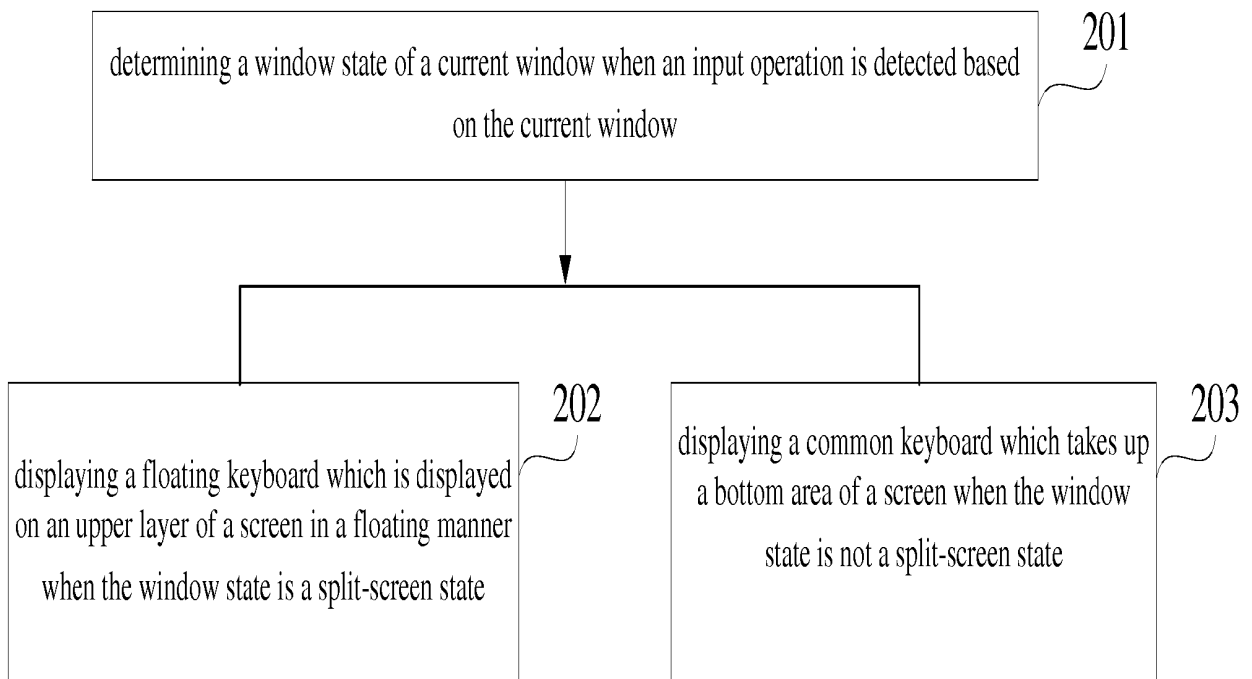 201
determining a window state of a current window when an input operation is detected based
on the current window
202
displaying a floating keyboard which is displayed
on an upper layer of a screen in a floating manner
when the window state is a split-screen state
203
displaying a common keyboard which takes up
a bottom area of a screen when the window
state is not a split-screen state